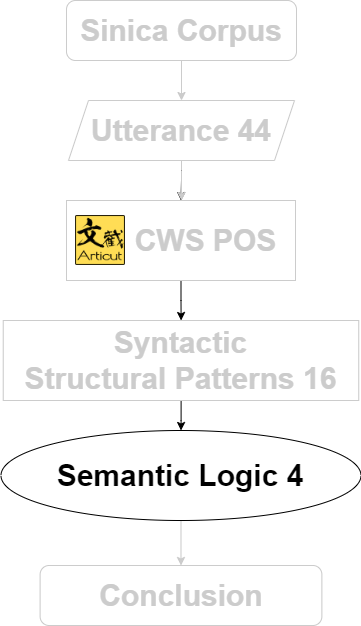 Sinica Corpus
Utterance 44
文截
Articut
CWS POS
Syntactic
Structural Patterns 16
Semantic Logic 4
Conclusion